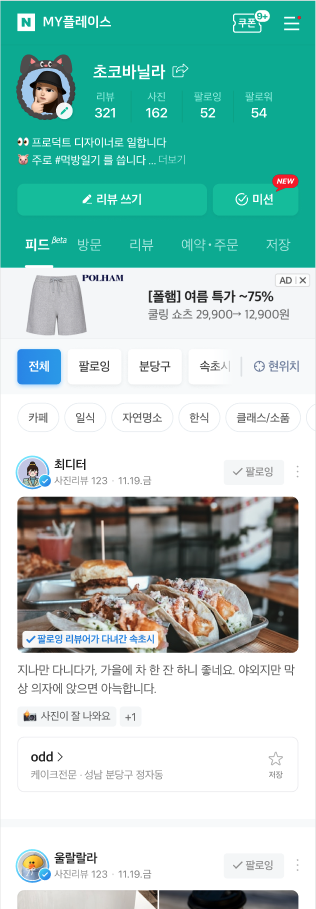 N MY플레이스
쿠폰 9+
초코바닐라
리뷰 사진 팔로잉 팔로워
321 162 52 54
👀 프로덕트 디자이너로 일합니다
🐷 주로 #먹방일기 를 씁니다 ... 더보기
리뷰 쓰기
미션 NEW
피드 Beta 방문 리뷰 예약·주문 저장
POLHAM
AD
[폴햄] 여름 특가 ~75%
쿨링 쇼츠 29,900→ 12,900원
전체 팔로잉 분당구 속초시 현위치
카페 일식 자연명소 한식 클래스/소품
최디터
사진리뷰 123 · 11.19.금
팔로잉
팔로잉 리뷰어가 다녀간 속초시
지나만 다니다가, 가을에 차 한 잔 하니 좋네요. 야외지만 막
상 의자에 앉으면 아늑합니다.
📸 사진이 잘 나와요 +1
odd
케이크전문 · 성남 분당구 정자동
저장
울랄랄라
사진리뷰 123 · 11.19.금
팔로잉